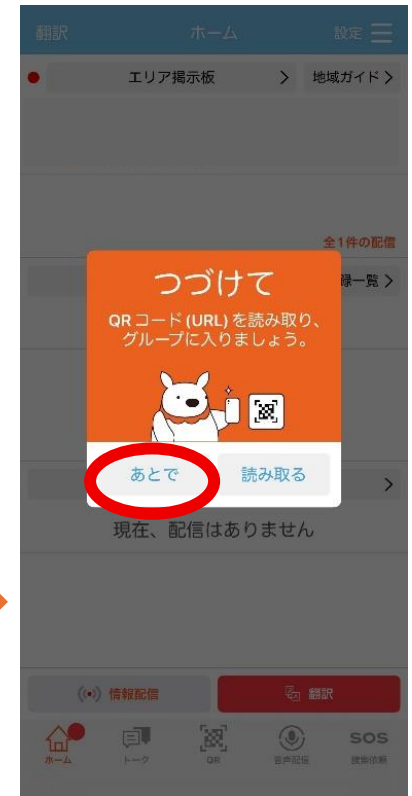 翻訳 ホーム 設定
エリア掲示板 地域ガイド
全1件の配信
録一覧
つづけて
QRコード(URL)を読み取り、
グループに入りましょう。
あとで 読み取る
現在、配信はありません
情報配信 翻訳
ホーム トーク QR 音声配信 SOS
捜索依頼